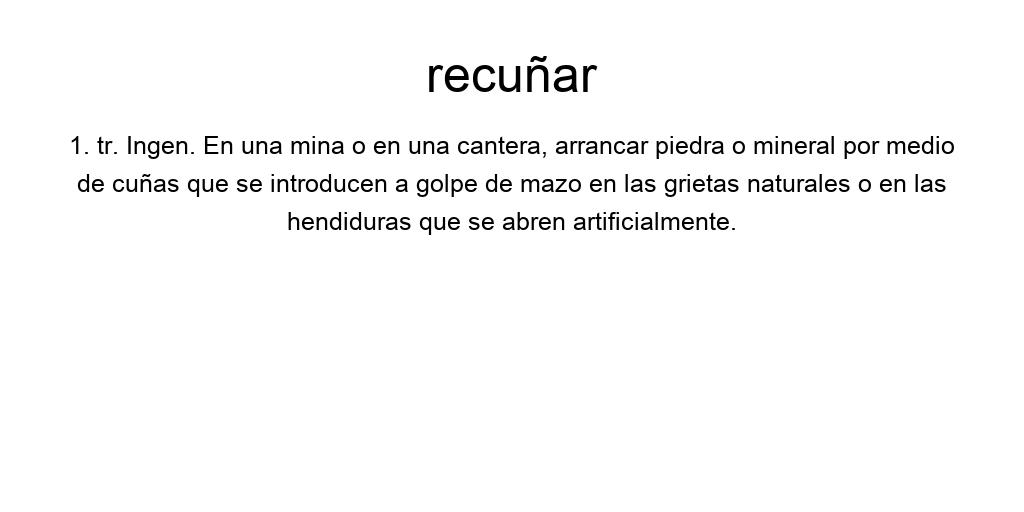 recuñar
1. tr. Ingen. En una mina o en una cantera, arrancar piedra o mineral por medio
de cuñas que se introducen a golpe de mazo en las grietas naturales o en las
hendiduras que se abren artificialmente.